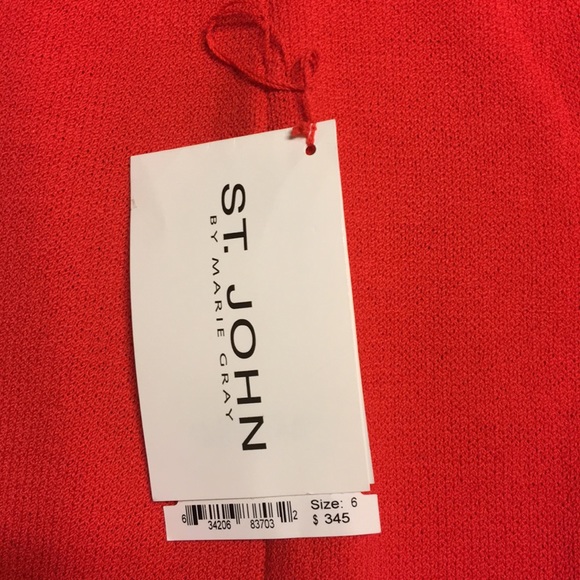 ST. JOHN
BY MARIE GRAY
Size: 6
$ 345
6 34206 83703 2